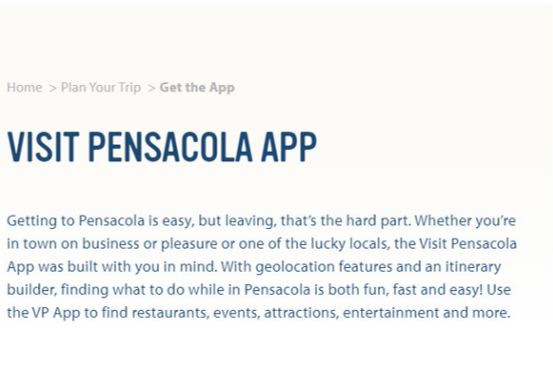 Home > Plan Your Trip > Get the App
VISIT PENSACOLA APP
Getting to Pensacola is easy, but leaving, that's the hard part. Whether you're
in town on business or pleasure or one of the lucky locals, the Visit Pensacola
App was built with you in mind. With geolocation features and an itinerary
builder, finding what to do while in Pensacola is both fun, fast and easy! Use
the VP App to find restaurants, events, attractions, entertainment and more.